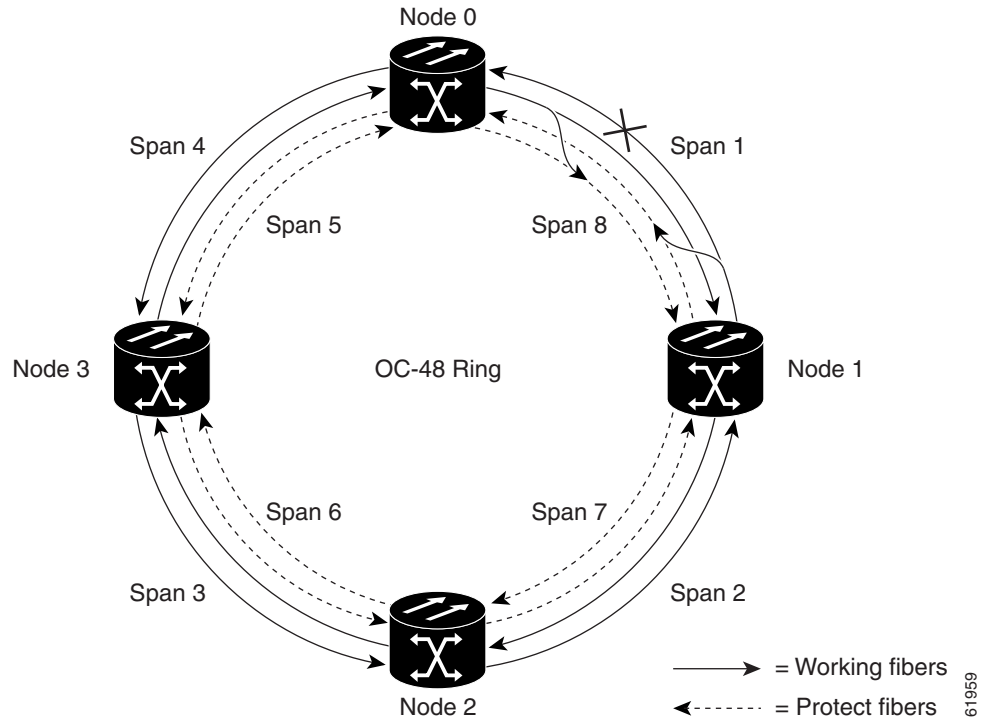 Node 0
Span 4
Span 1
Span 5
Span 8
Node 3
OC-48 Ring
Node 1
Span 6
Span 7
Span 3
Span 2
= Working fibers
Node 2
= Protect fibers
61959